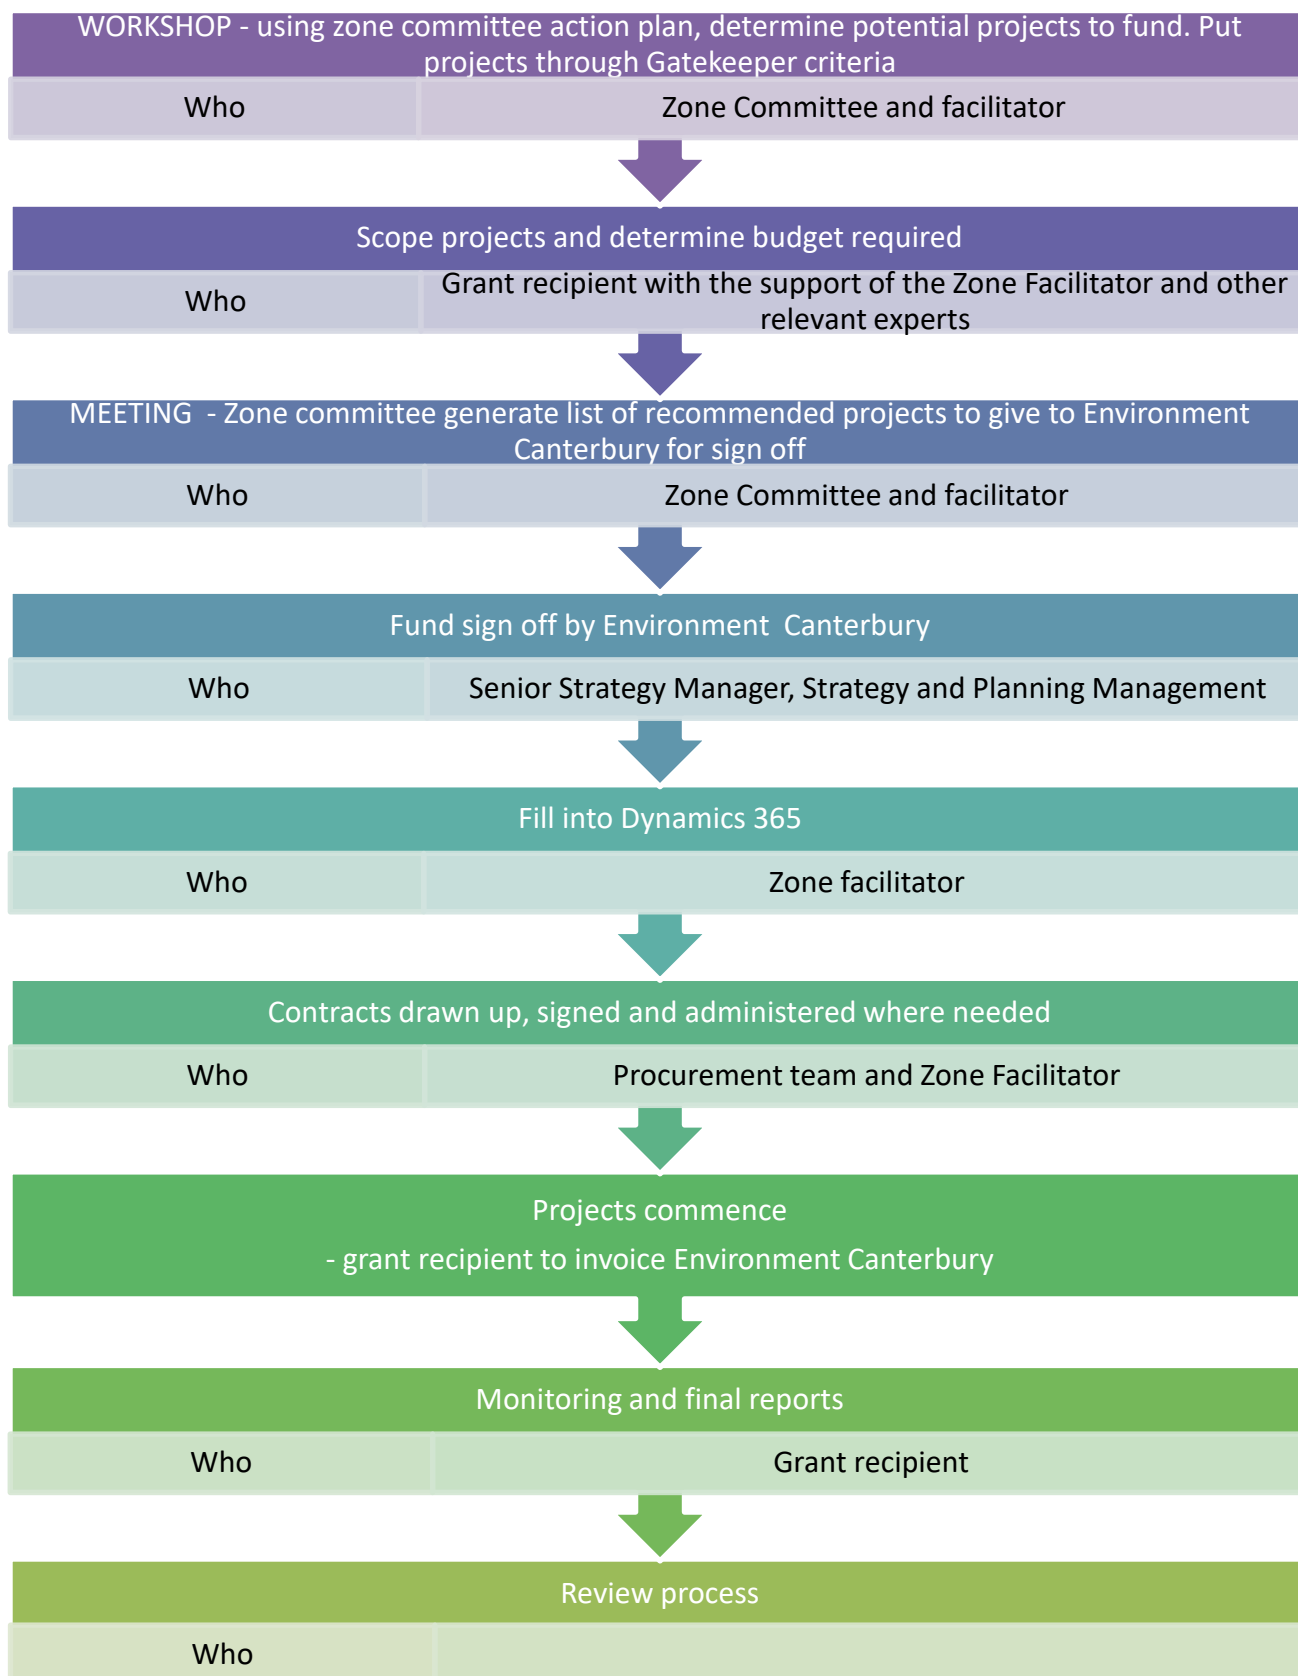 WORKSHOP - using zone committee action plan, determine potential projects to fund. Put
projects through Gatekeeper criteria
Who
Zone Committee and facilitator
Scope projects and determine budget required
Who
Grant recipient with the support of the Zone Facilitator and other
relevant experts
MEETING - Zone committee generate list of recommended projects to give to Environment
Canterbury for sign off
Who
Zone Committee and facilitator
Fund sign off by Environment Canterbury
Who
Senior Strategy Manager, Strategy and Planning Management
Fill into Dynamics 365
Who
Zone facilitator
Contracts drawn up, signed and administered where needed
Who
Procurement team and Zone Facilitator
Projects commence
- grant recipient to invoice Environment Canterbury
Monitoring and final reports
Who
Grant recipient
Review process
Who